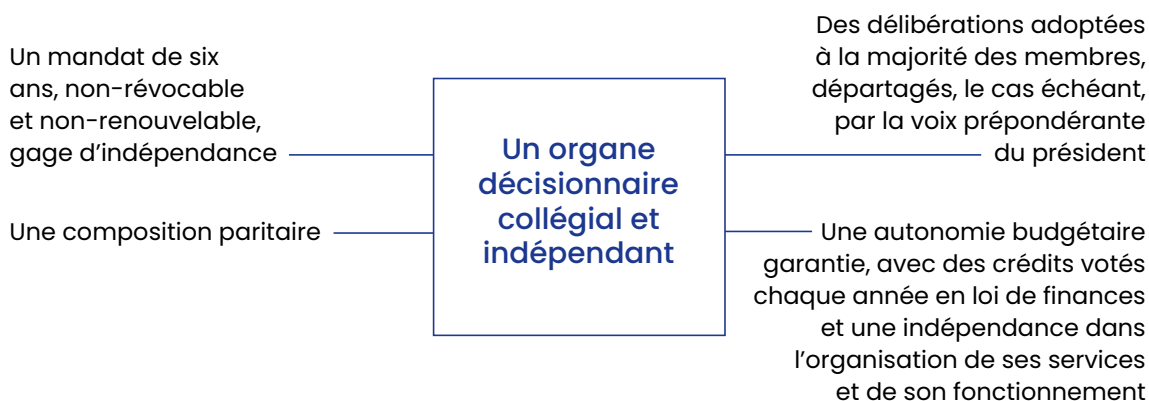 Un mandat de six
ans, non-révocable
et non-renouvelable,
gage d'indépendance
Une composition paritaire
Un organe
décisionnaire
collégial et
indépendant
Des délibérations adoptées
à la majorité des membres,
départagés, le cas échéant,
par la voix prépondérante
du président
Une autonomie budgétaire
garantie, avec des crédits votés
chaque année en loi de finances
et une indépendance dans
l'organisation de ses services
et de son fonctionnement